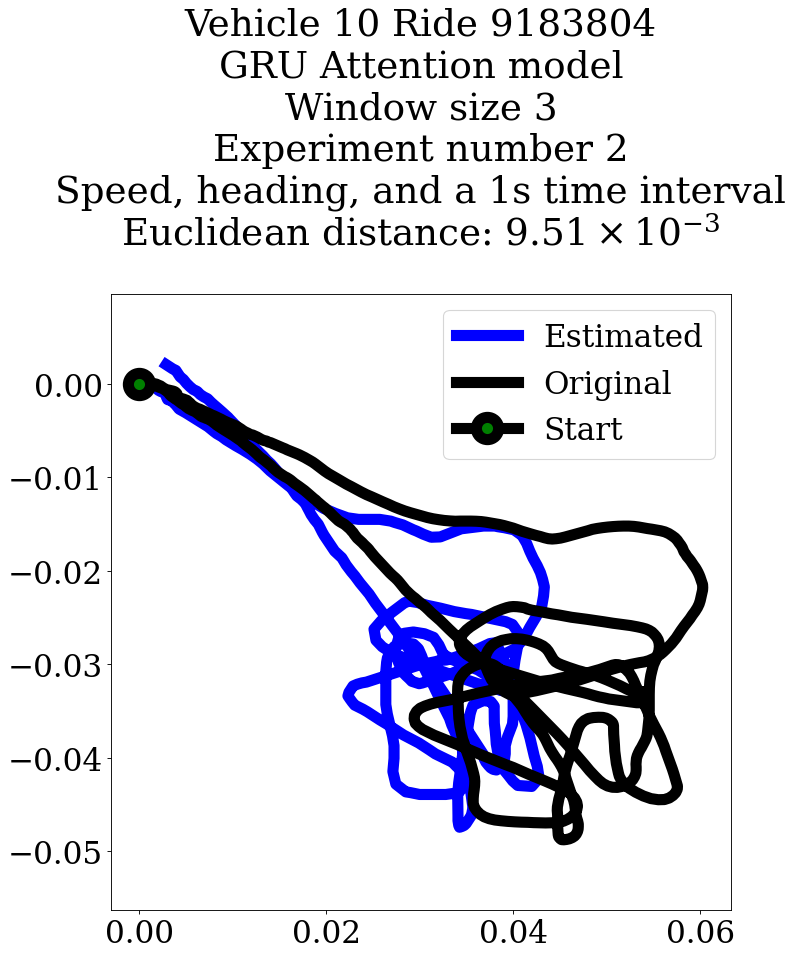 Vehicle 10 Ride 9183804
GRU Attention model
Window size 3
Experiment number 2
Speed, heading, and a 1s time interval
Euclidean distance: 9.51 × 10⁻³
Estimated
Original
Start
0.00
−0.01
−0.02
−0.03
−0.04
−0.05
0.00 0.02 0.04 0.06